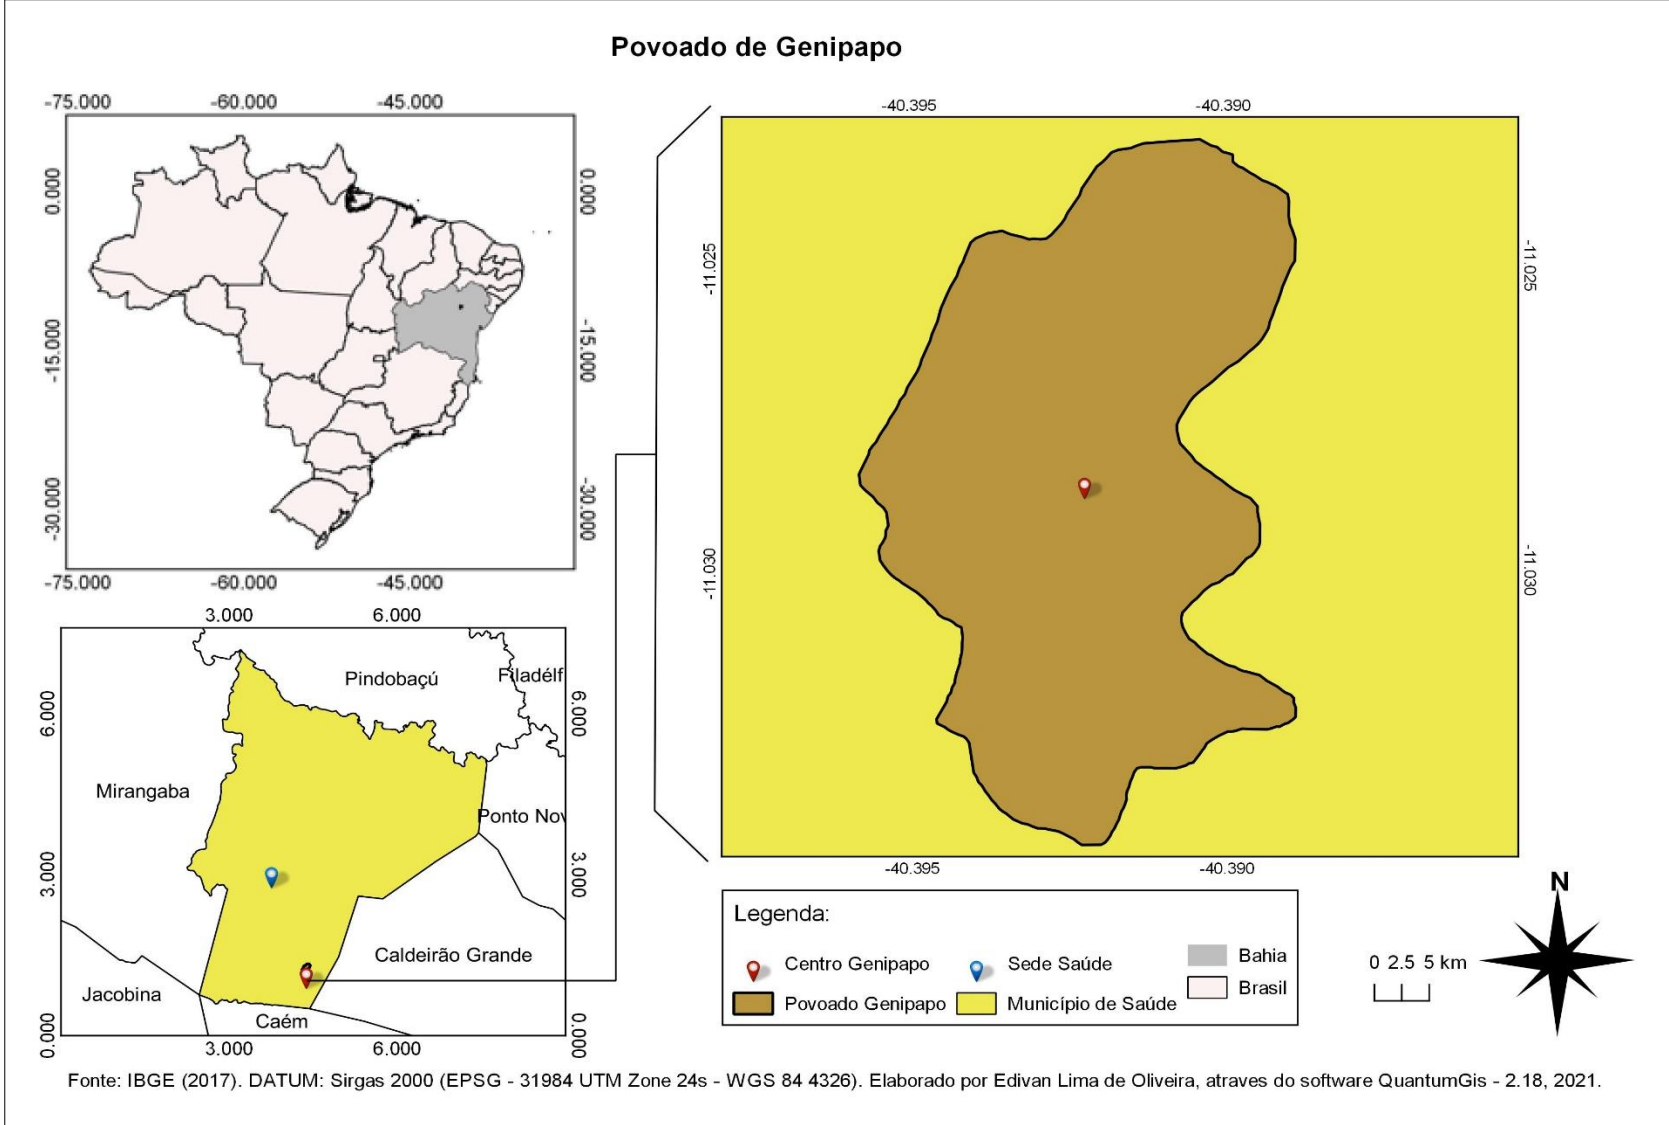 Povoado de Genipapo
-75.000 -60.000 -45.000
0.000
-15.000
-30.000
0.000
-15.000
-30.000
-75.000 -60.000 -45.000
-40.395 -40.390
-11.025
-11.030
-11.025
-11.030
-40.395 -40.390
3.000 6.000
6.000
3.000
0.000
6.000
3.000
0.000
Pindobaçú
Filadélf
Mirangaba
Ponto Nov
Caldeirão Grande
Jacobina
Caém
3.000 6.000
Legenda:
Centro Genipapo
Sede Saúde
Bahia
Povoado Genipapo
Município de Saúde
Brasil
0 2.5 5 km
N
Fonte: IBGE (2017). DATUM: Sirgas 2000 (EPSG - 31984 UTM Zone 24s - WGS 84 4326). Elaborado por Edivan Lima de Oliveira, atraves do software QuantumGis - 2.18, 2021.